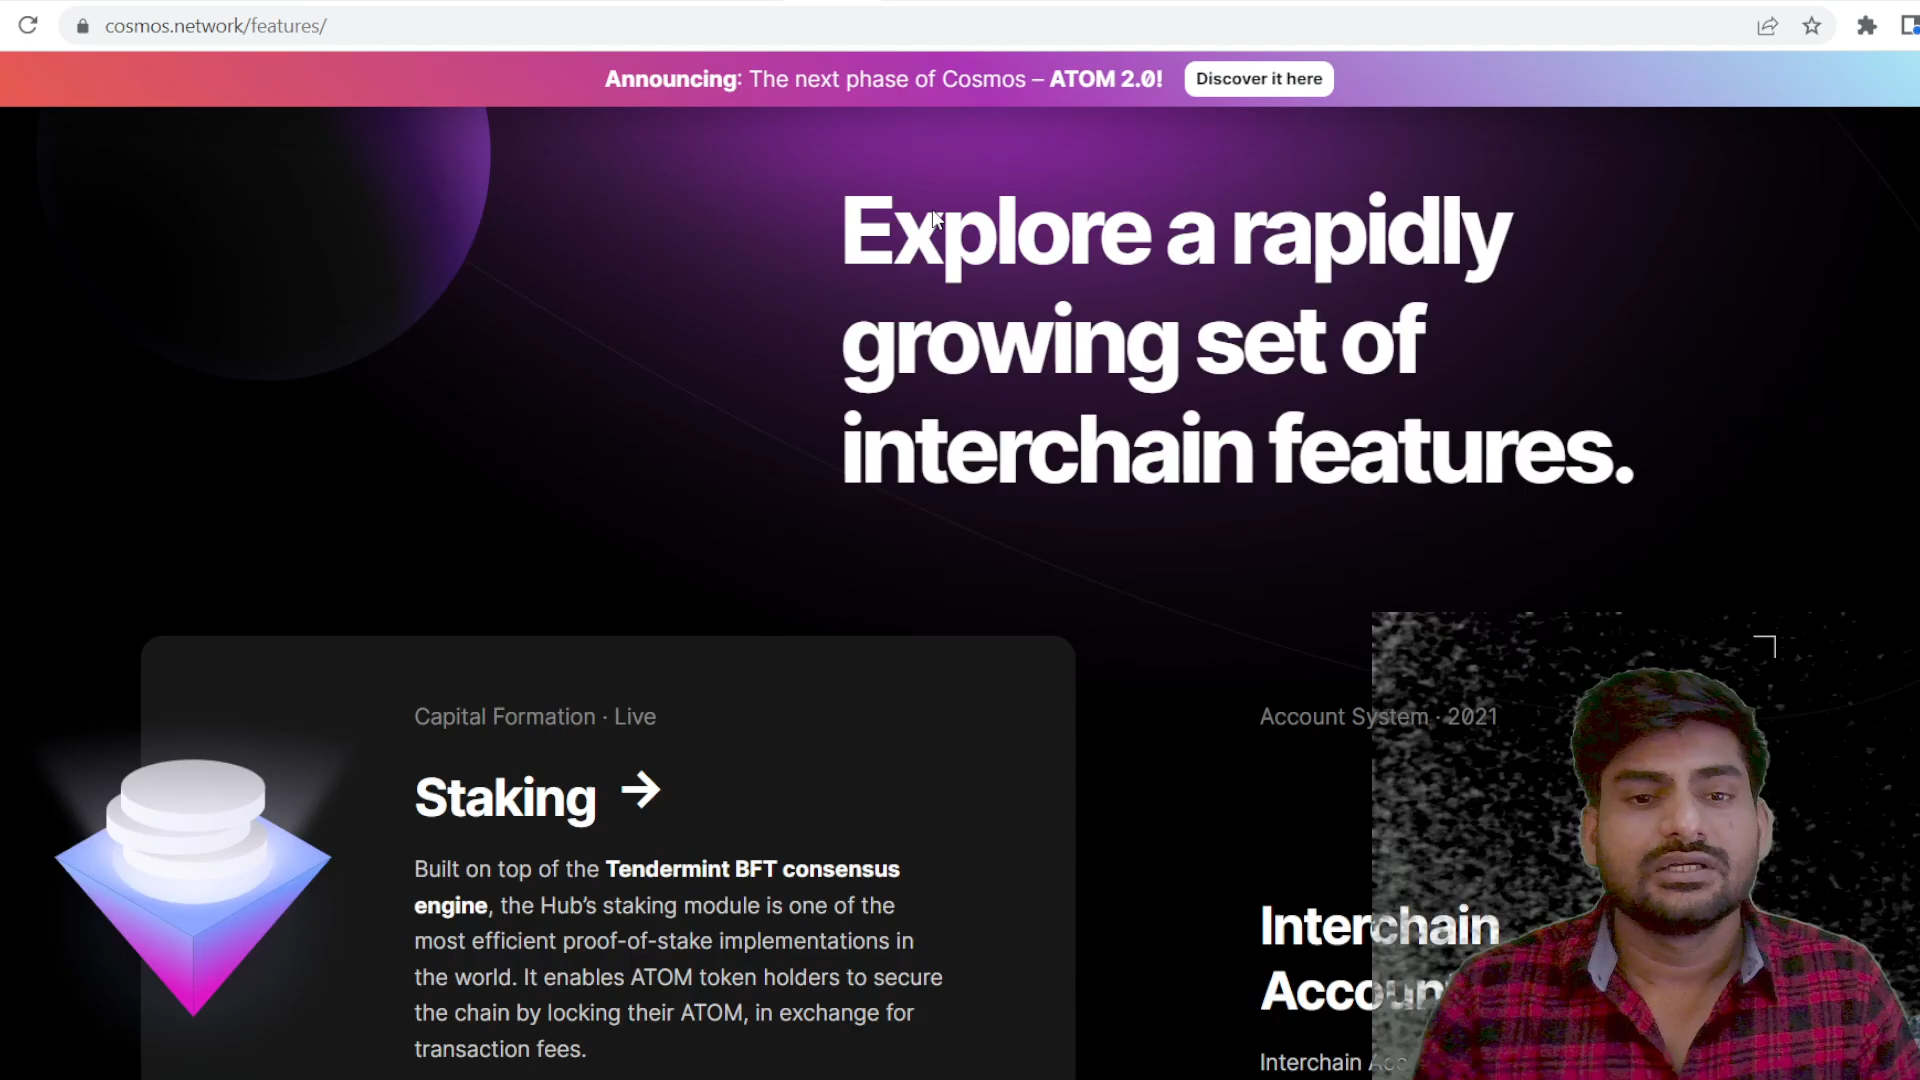 cosmos.network/features/
Announcing: The next phase of Cosmos – ATOM 2.0! Discover it here
Explore a rapidly
growing set of
interchain features.
Capital Formation · Live
Staking →
Built on top of the Tendermint BFT consensus
engine, the Hub’s staking module is one of the
most efficient proof-of-stake implementations in
the world. It enables ATOM token holders to secure
the chain by locking their ATOM, in exchange for
transaction fees.
Account System · 2021
Interchain
Interchain